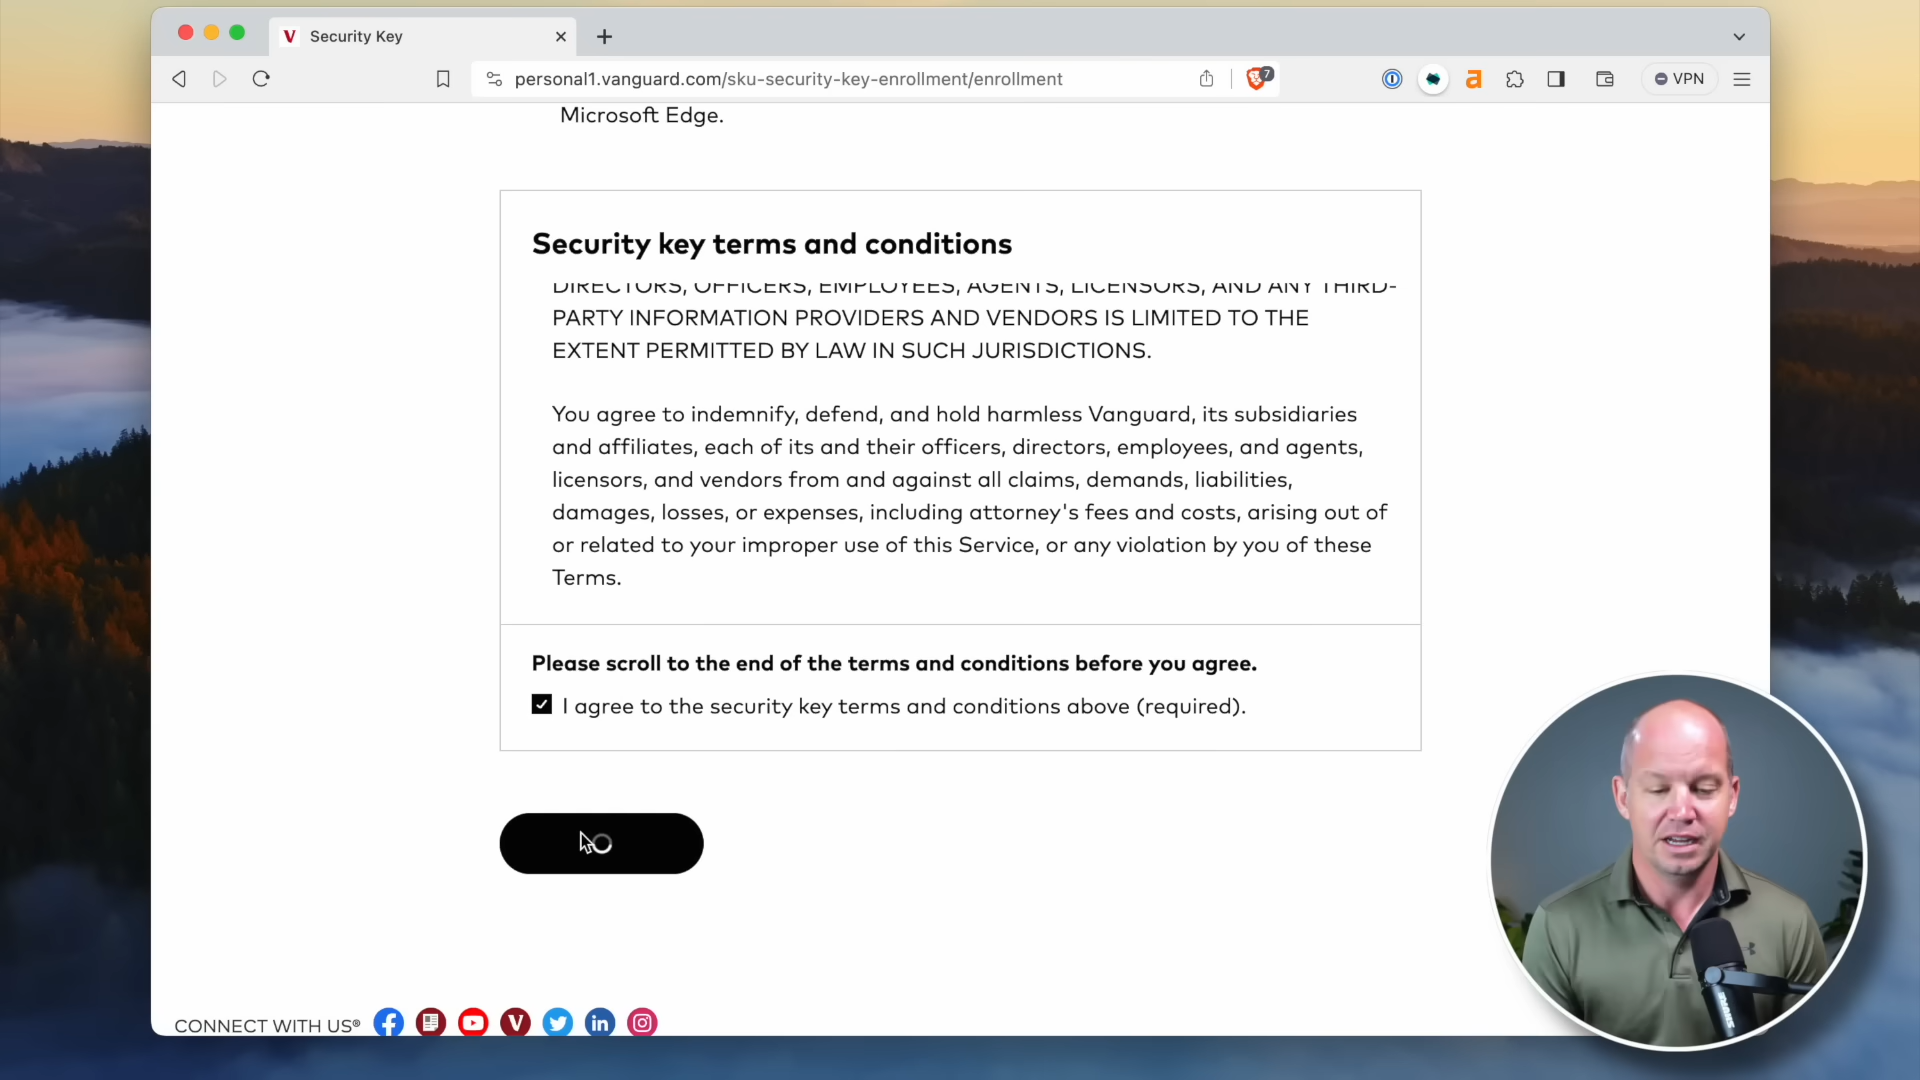 V Security Key
personal1.vanguard.com/sku-security-key-enrollment/enrollment
7
a
VPN
Microsoft Edge.
Security key terms and conditions
DIRECTORS, OFFICERS, EMPLOYEES, AGENTS, LICENSORS, AND ANY THIRD-
PARTY INFORMATION PROVIDERS AND VENDORS IS LIMITED TO THE
EXTENT PERMITTED BY LAW IN SUCH JURISDICTIONS.
You agree to indemnify, defend, and hold harmless Vanguard, its subsidiaries
and affiliates, each of its and their officers, directors, employees, and agents,
licensors, and vendors from and against all claims, demands, liabilities,
damages, losses, or expenses, including attorney's fees and costs, arising out of
or related to your improper use of this Service, or any violation by you of these
Terms.
Please scroll to the end of the terms and conditions before you agree.
I agree to the security key terms and conditions above (required).
CONNECT WITH US®
SHURE